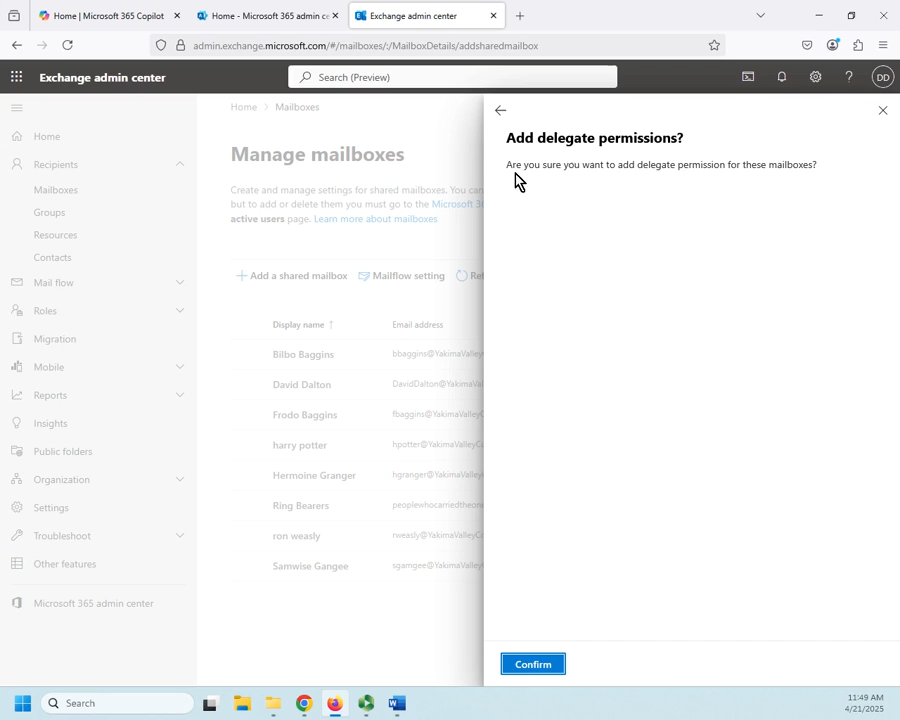 Home | Microsoft 365 Copilot
Home - Microsoft 365 admin ce
Exchange admin center
admin.exchange.microsoft.com/#/mailboxes/:/MailboxDetails/addsharedmailbox
Exchange admin center
Search (Preview)
DD
Home
Recipients
Mailboxes
Groups
Resources
Contacts
Mail flow
Roles
Migration
Mobile
Reports
Insights
Public folders
Organization
Settings
Troubleshoot
Other features
Microsoft 365 admin center
Home > Mailboxes
Manage mailboxes
Create and manage settings for shared mailboxes. You can
but to add or delete them you must go to the Microsoft 36
active users page. Learn more about mailboxes
Add a shared mailbox Mailflow setting Ref
Display name ↑ Email address
Bilbo Baggins bbaggins@YakimaValleyC
David Dalton DavidDalton@YakimaVal
Frodo Baggins fbaggins@YakimaValleyC
harry potter hpotter@YakimaValleyCo
Hermoine Granger hgranger@YakimaValleyC
Ring Bearers peoplewhocarriedtheone
ron weasly rweasly@YakimaValleyCo
Samwise Gangee sgamgee@YakimaValley
Add delegate permissions?
Are you sure you want to add delegate permission for these mailboxes?
Confirm
Search
11:49 AM
4/21/2025